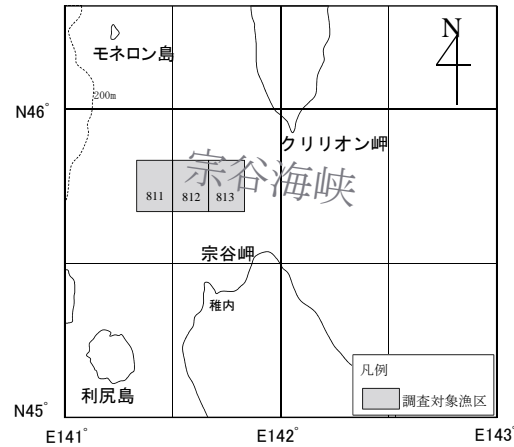 N
モネロン島
200m
N46°
クリリオン岬
宗谷海峡
811 812 813
宗谷岬
稚内
凡例
調査対象漁区
利尻島
N45°
E141° E142° E143°